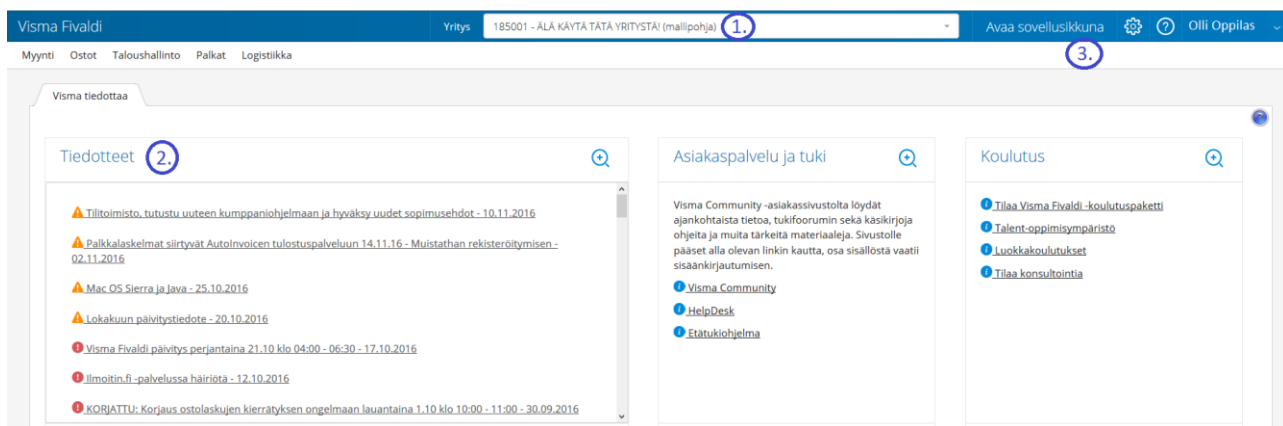 Visma Fivaldi
Yritys
185001 - ÄLÄ KÄYTÄ TÄTÄ YRITYSTÄ! (mallipohja)
1.
Avaa sovellusikkuna
Olli Oppilas
3.
Myynti Ostot Taloushallinto Palkat Logistiikka
Visma tiedottaa
Tiedotteet
2.
Tilitoimisto, tutustu uuteen kumppaniohjelmaan ja hyväksy uudet sopimusehdot - 10.11.2016
Palkkalaskelmat siirtyvät AutoInvoicen tulostuspalveluun 14.11.16 - Muistathan rekisteröitymisen -
02.11.2016
Mac OS Sierra ja Java - 25.10.2016
Lokakuun päivitystiedote - 20.10.2016
Visma Fivaldi päivitys perjantaina 21.10 klo 04:00 - 06:30 - 17.10.2016
Ilmoitin.fi -palvelussa häiriötä - 12.10.2016
KORJATTU: Korjaus ostolaskujen kierrätyksen ongelmaan lauantaina 1.10 klo 10:00 - 11:00 - 30.09.2016
Asiakaspalvelu ja tuki
Visma Community -asiakassivustolta löydät
ajankohtaista tietoa, tukifoorumin sekä käsikirjoja
ohjeita ja muita tärkeitä materiaaleja. Sivustolle
pääset alla olevan linkin kautta, osa sisällöstä vaatii
sisäänkirjautumisen.
Visma Community
HelpDesk
Etätukiohjelma
Koulutus
Tilaa Visma Fivaldi -koulutuspaketti
Talent-oppimisympäristö
Luokkakoulutukset
Tilaa konsultointia